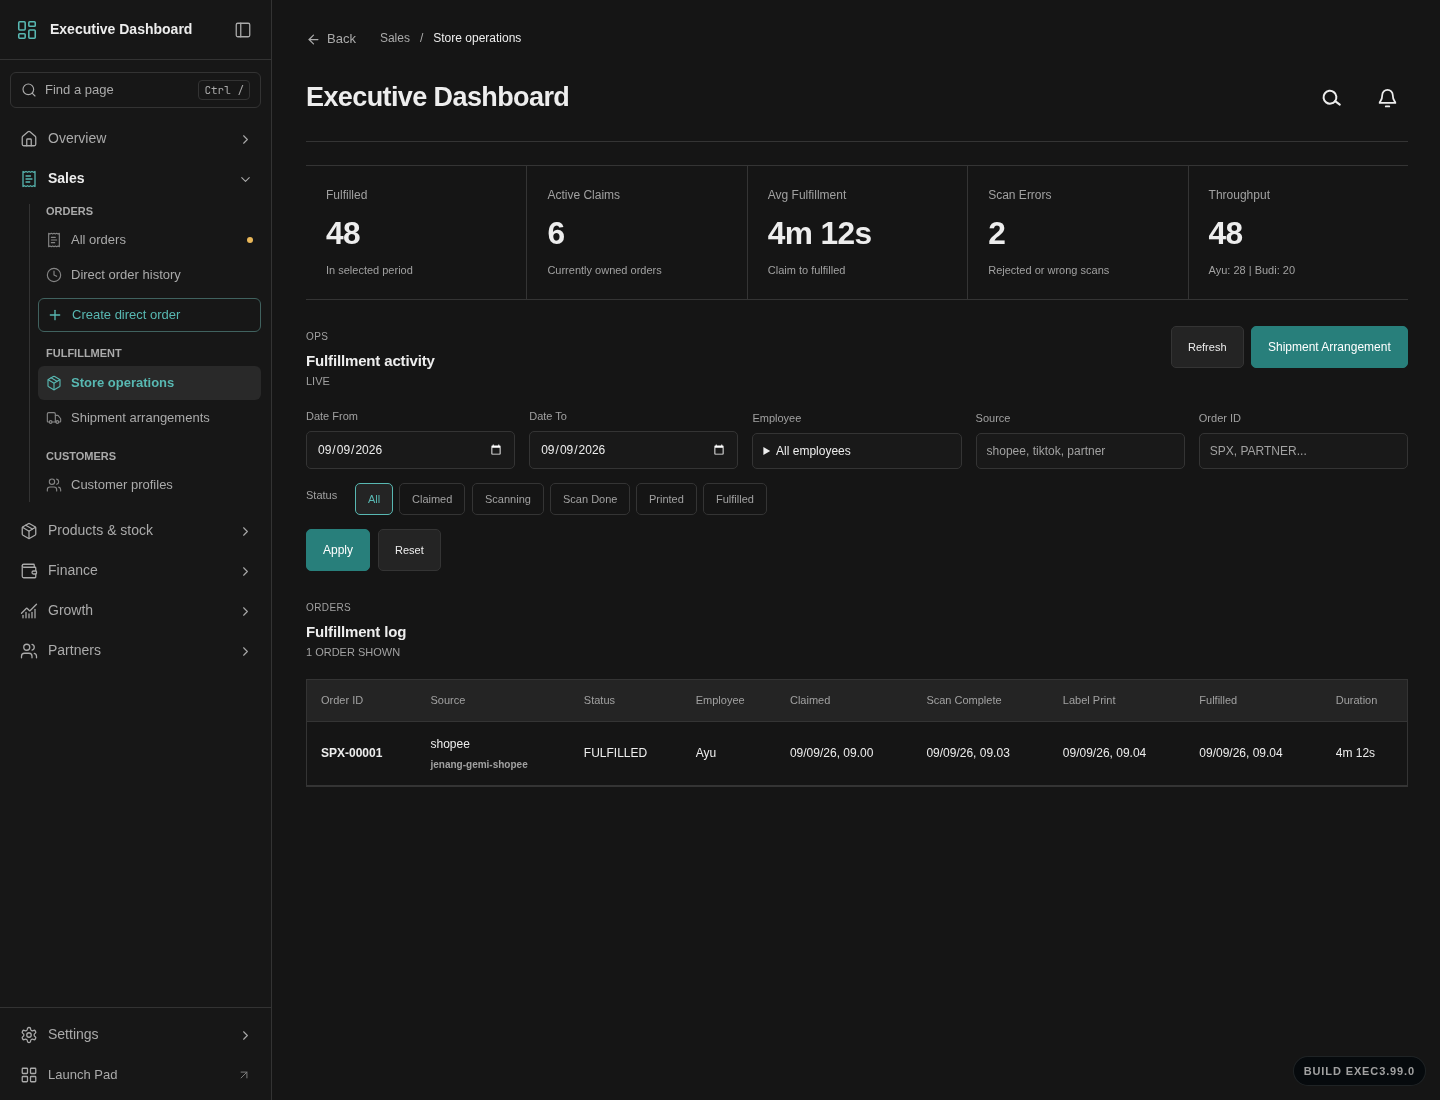 Executive Dashboard
Find a page
Ctrl /
Overview
Sales
ORDERS
All orders
Direct order history
Create direct order
FULFILLMENT
Store operations
Shipment arrangements
CUSTOMERS
Customer profiles
Products & stock
Finance
Growth
Partners
Settings
Launch Pad
Back
Sales / Store operations
Executive Dashboard
Fulfilled
48
In selected period
Active Claims
6
Currently owned orders
Avg Fulfillment
4m 12s
Claim to fulfilled
Scan Errors
2
Rejected or wrong scans
Throughput
48
Ayu: 28 | Budi: 20
OPS
Fulfillment activity
LIVE
Refresh
Shipment Arrangement
Date From
09/09/2026
Date To
09/09/2026
Employee
All employees
Source
shopee, tiktok, partner
Order ID
SPX, PARTNER...
Status
All
Claimed
Scanning
Scan Done
Printed
Fulfilled
Apply
Reset
ORDERS
Fulfillment log
1 ORDER SHOWN
Order ID Source Status Employee Claimed Scan Complete Label Print Fulfilled Duration
SPX-00001 shopee FULFILLED Ayu 09/09/26, 09.00 09/09/26, 09.03 09/09/26, 09.04 09/09/26, 09.04 4m 12s
jenang-gemi-shopee
BUILD EXEC3.99.0